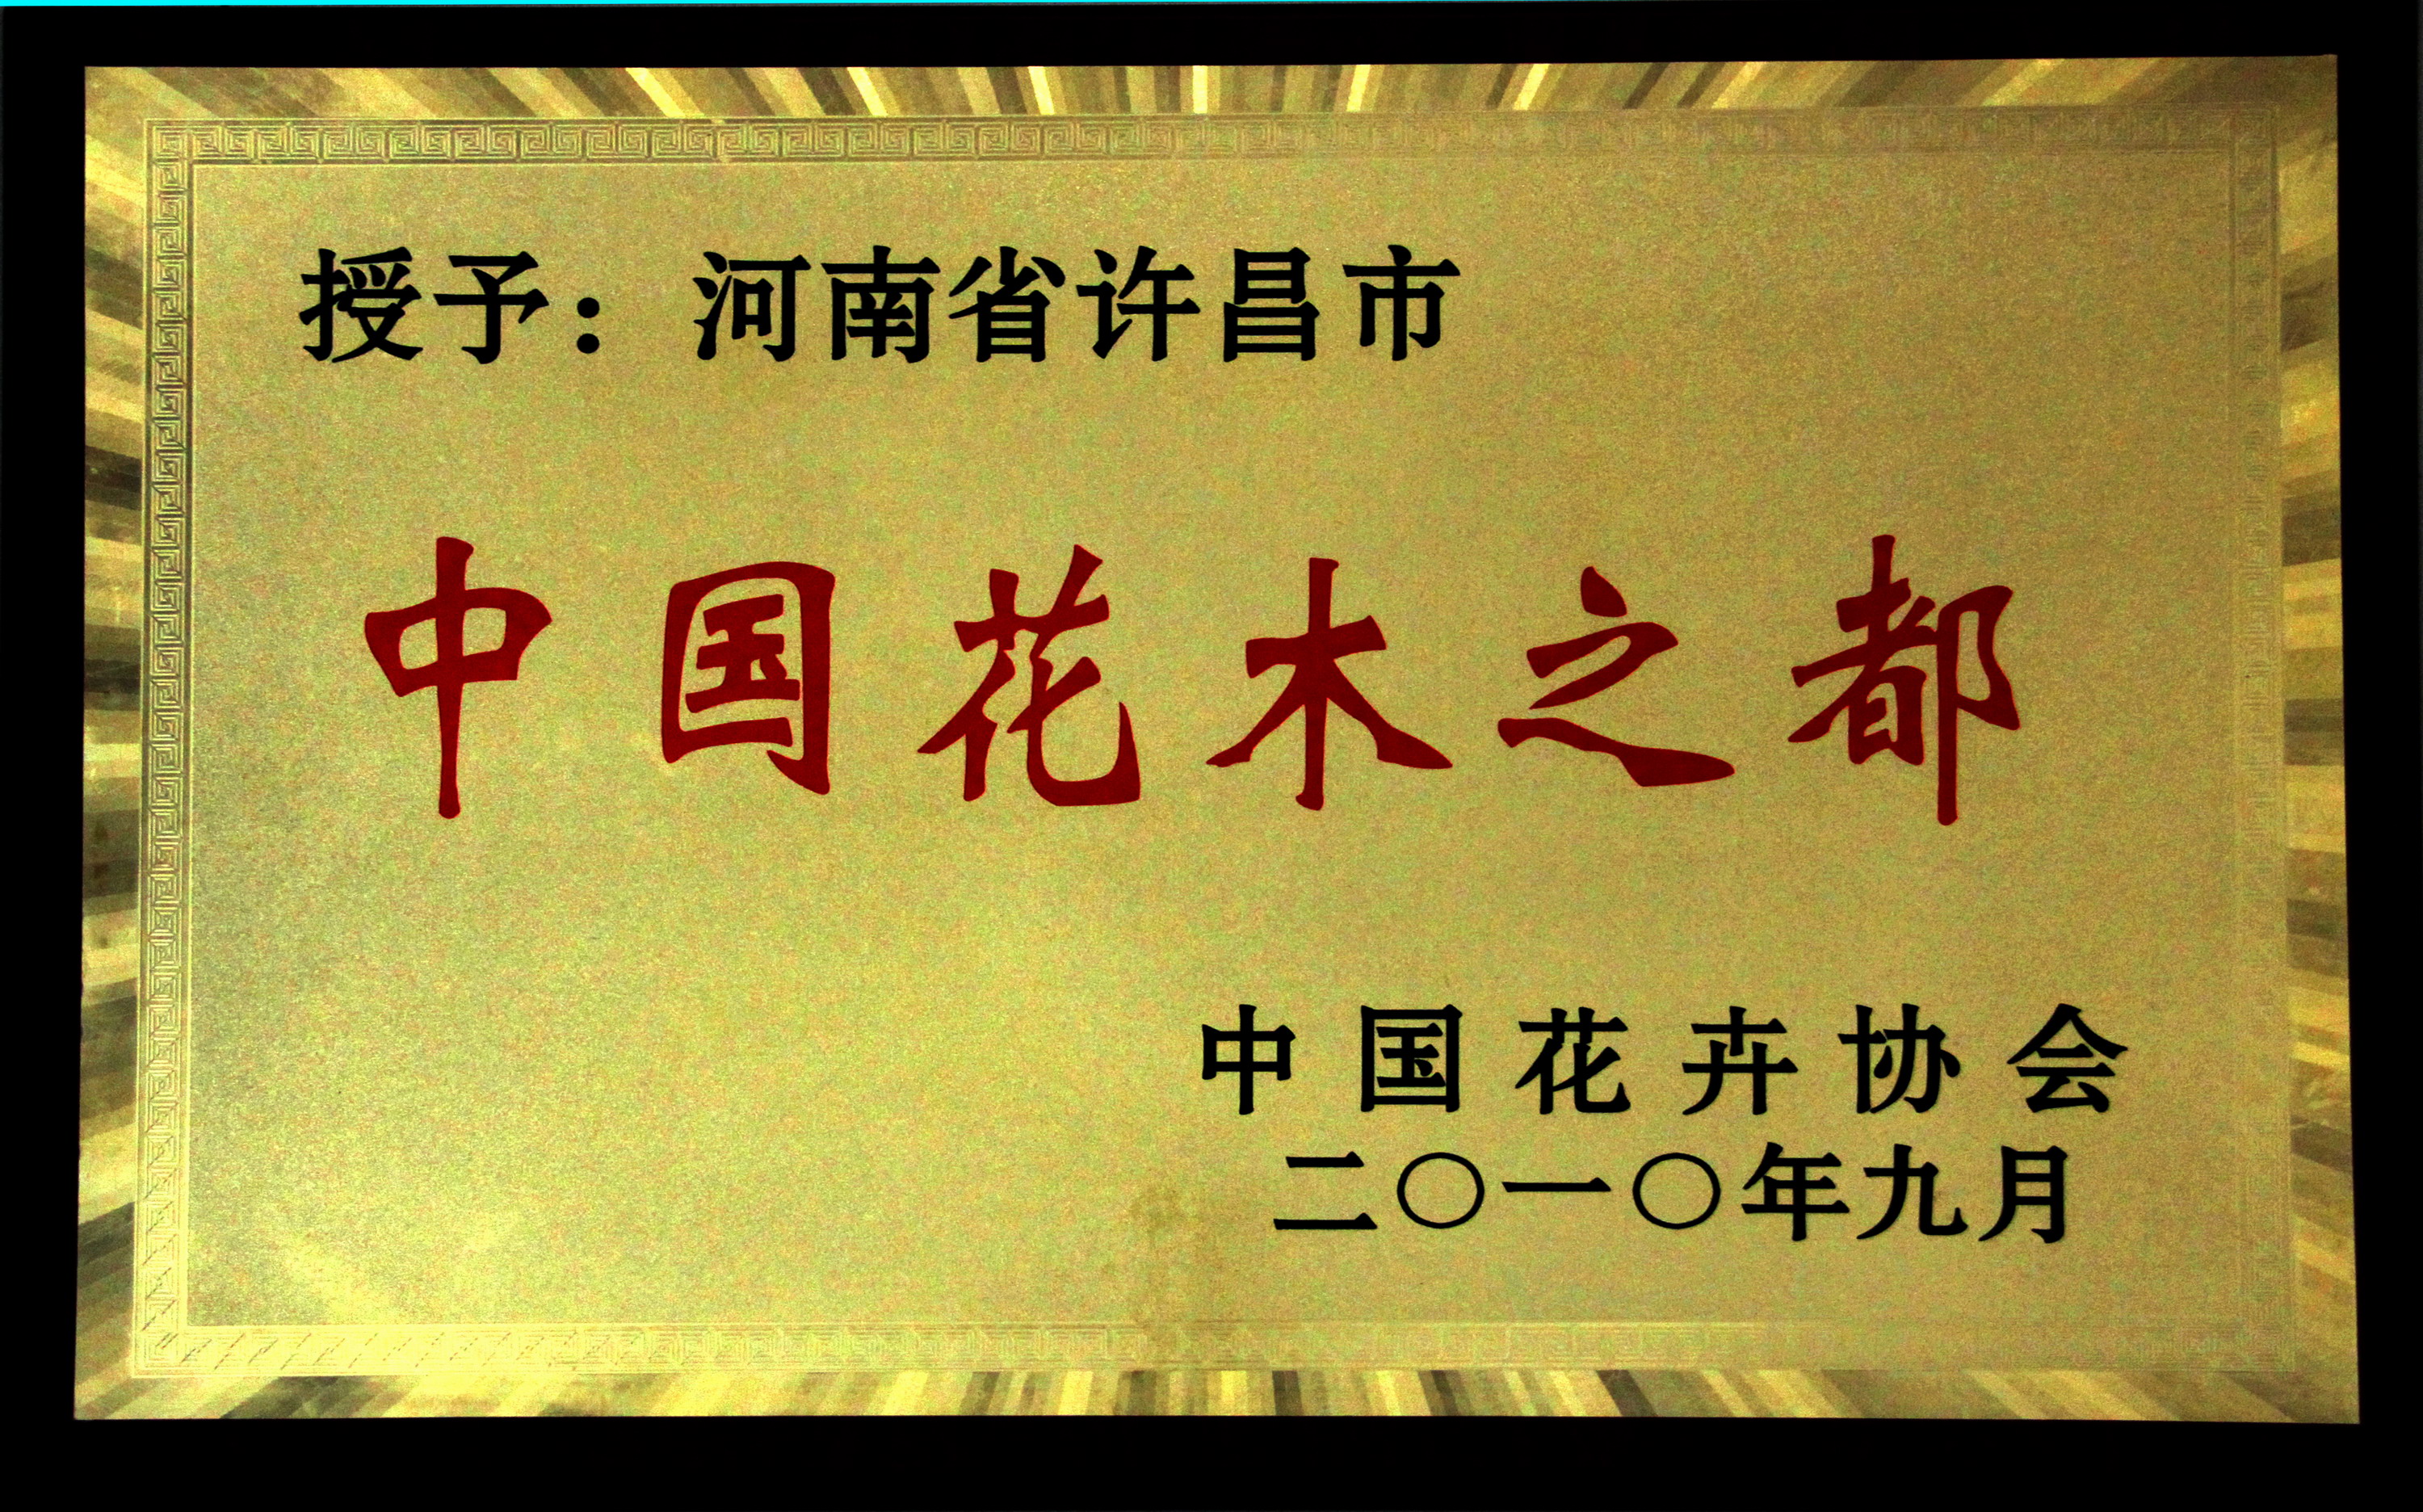 授予：河南省许昌市
中国花木之都
中国花卉协会
二〇一〇年九月